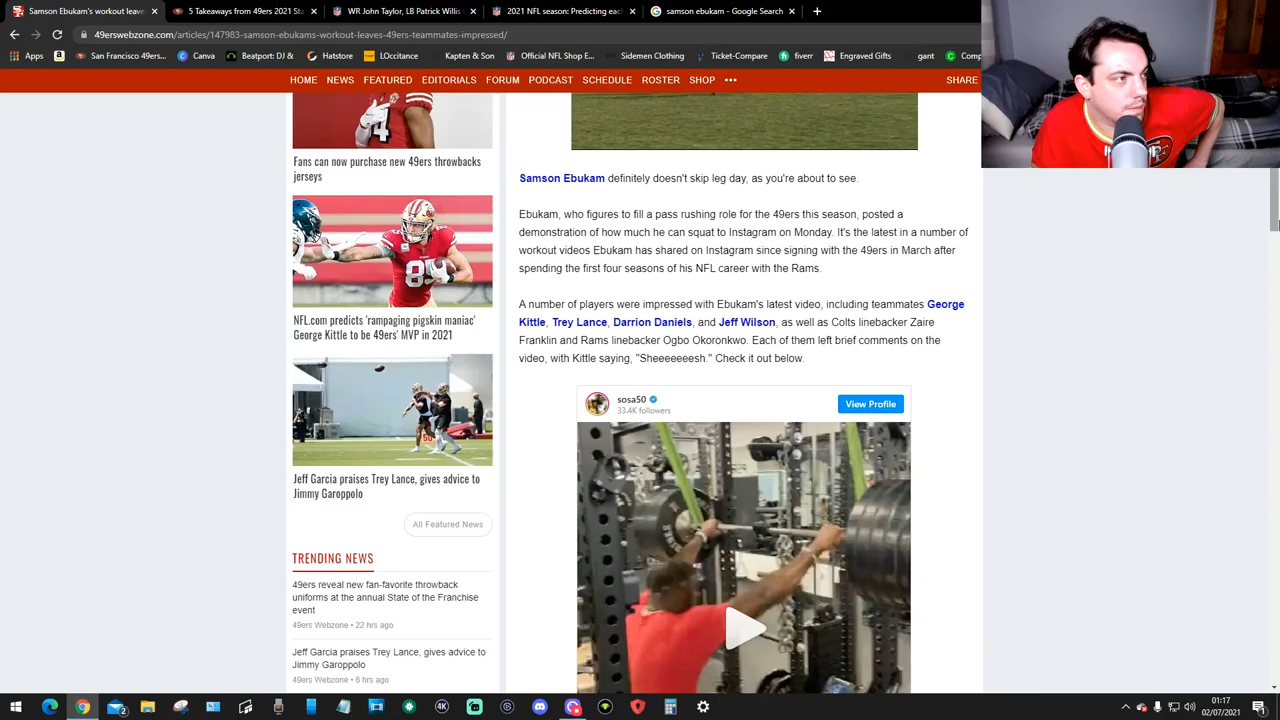 Samson Ebukam's workout leave
5 Takeaways from 49ers 2021 Sta
WR John Taylor, LB Patrick Willis
2021 NFL season: Predicting each
samson ebukam - Google Search
49erswebzone.com/articles/147983-samson-ebukams-workout-leaves-49ers-teammates-impressed/
Apps
San Francisco 49ers...
Canva
Beatport: DJ &
Hatstore
LOccitance
Kapten & Son
Official NFL Shop E...
Sidemen Clothing
Ticket-Compare
fiverr
Engraved Gifts
gant
Comp
HOME
NEWS
FEATURED
EDITORIALS
FORUM
PODCAST
SCHEDULE
ROSTER
SHOP
SHARE
Fans can now purchase new 49ers throwbacks
jerseys
NFL.com predicts 'rampaging pigskin maniac'
George Kittle to be 49ers' MVP in 2021
Jeff Garcia praises Trey Lance, gives advice to
Jimmy Garoppolo
All Featured News
TRENDING NEWS
49ers reveal new fan-favorite throwback
uniforms at the annual State of the Franchise
event
49ers Webzone • 22 hrs ago
Jeff Garcia praises Trey Lance, gives advice to
Jimmy Garoppolo
49ers Webzone • 6 hrs ago
Samson Ebukam definitely doesn't skip leg day, as you're about to see.
Ebukam, who figures to fill a pass rushing role for the 49ers this season, posted a
demonstration of how much he can squat to Instagram on Monday. It's the latest in a number of
workout videos Ebukam has shared on Instagram since signing with the 49ers in March after
spending the first four seasons of his NFL career with the Rams.
A number of players were impressed with Ebukam's latest video, including teammates George
Kittle, Trey Lance, Darrion Daniels, and Jeff Wilson, as well as Colts linebacker Zaire
Franklin and Rams linebacker Ogbo Okoronkwo. Each of them left brief comments on the
video, with Kittle saying, "Sheeeeeeesh." Check it out below.
sosa50
33.4K followers
View Profile
01:17
02/07/2021